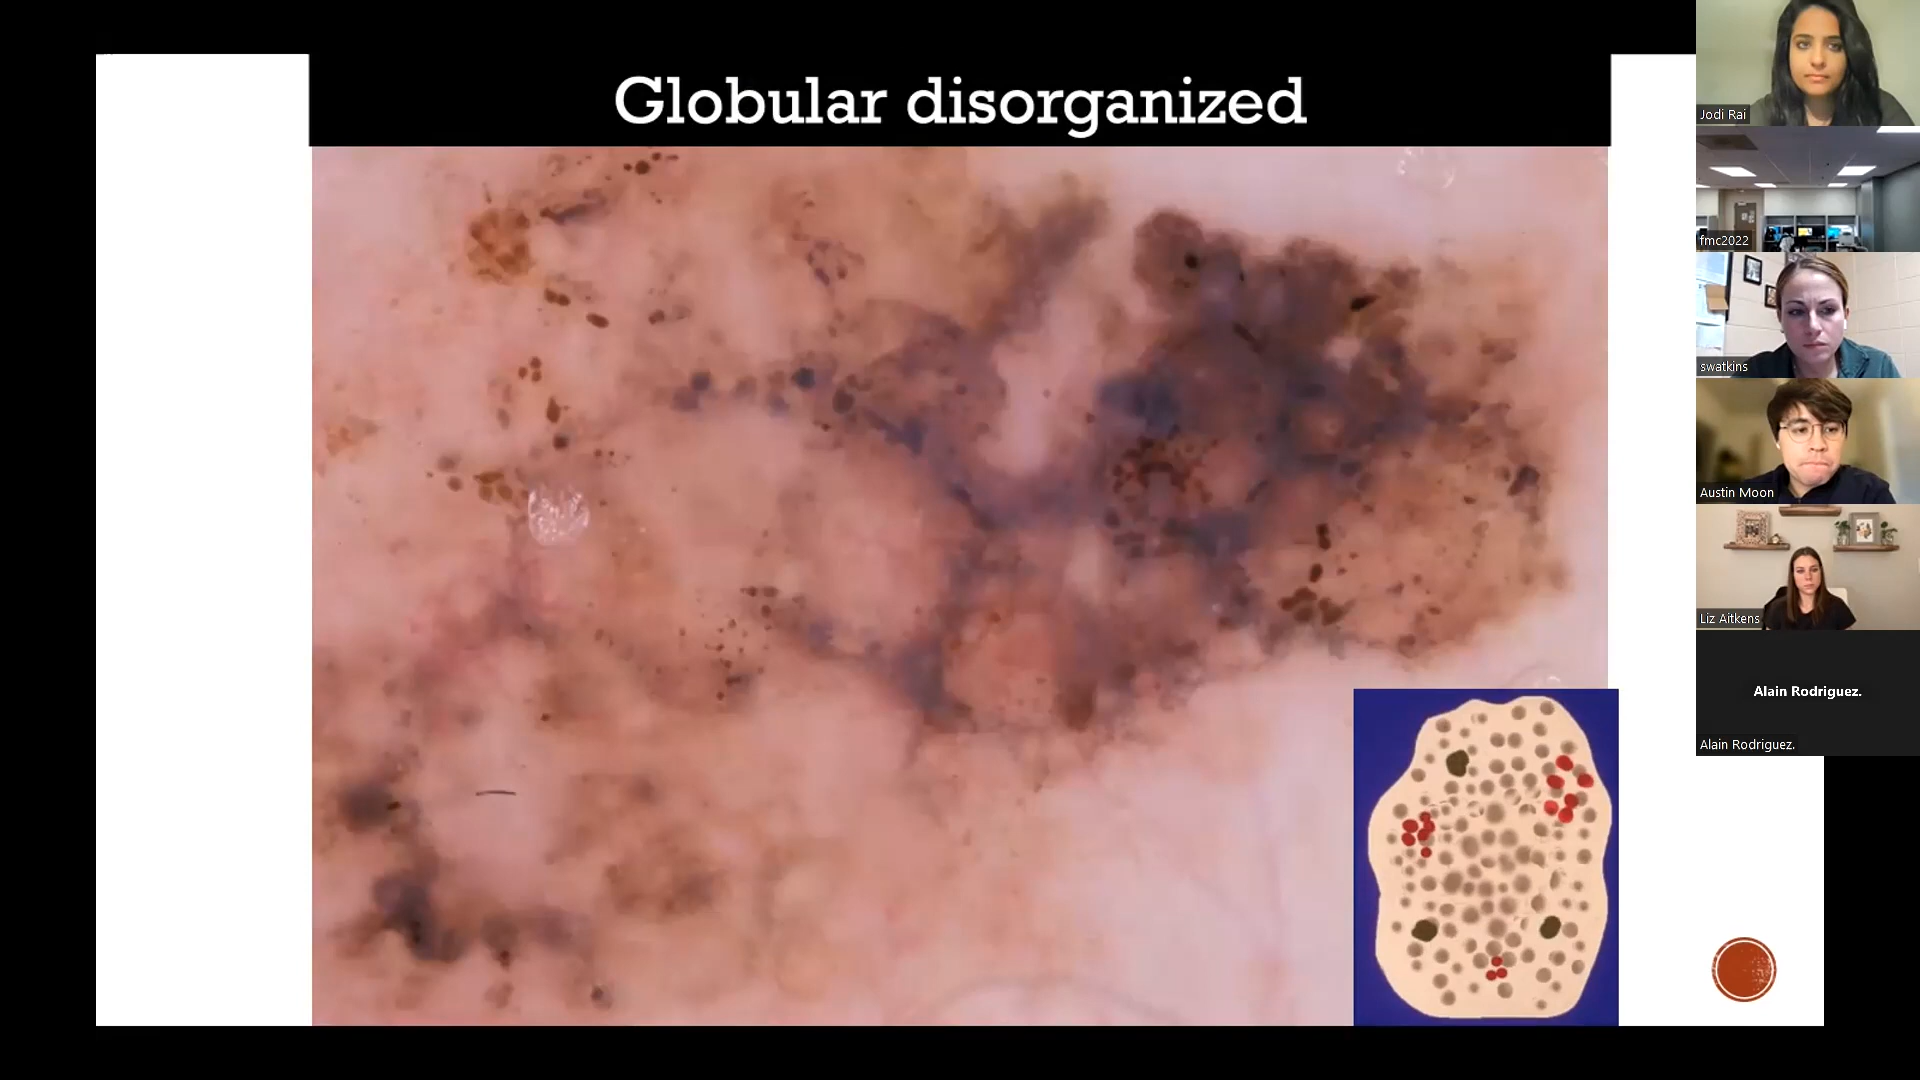 Globular disorganized
Jodi Rai
fmc2022
swatkins
Austin Moon
Liz Aitkens
Alain Rodriguez.
Alain Rodriguez.